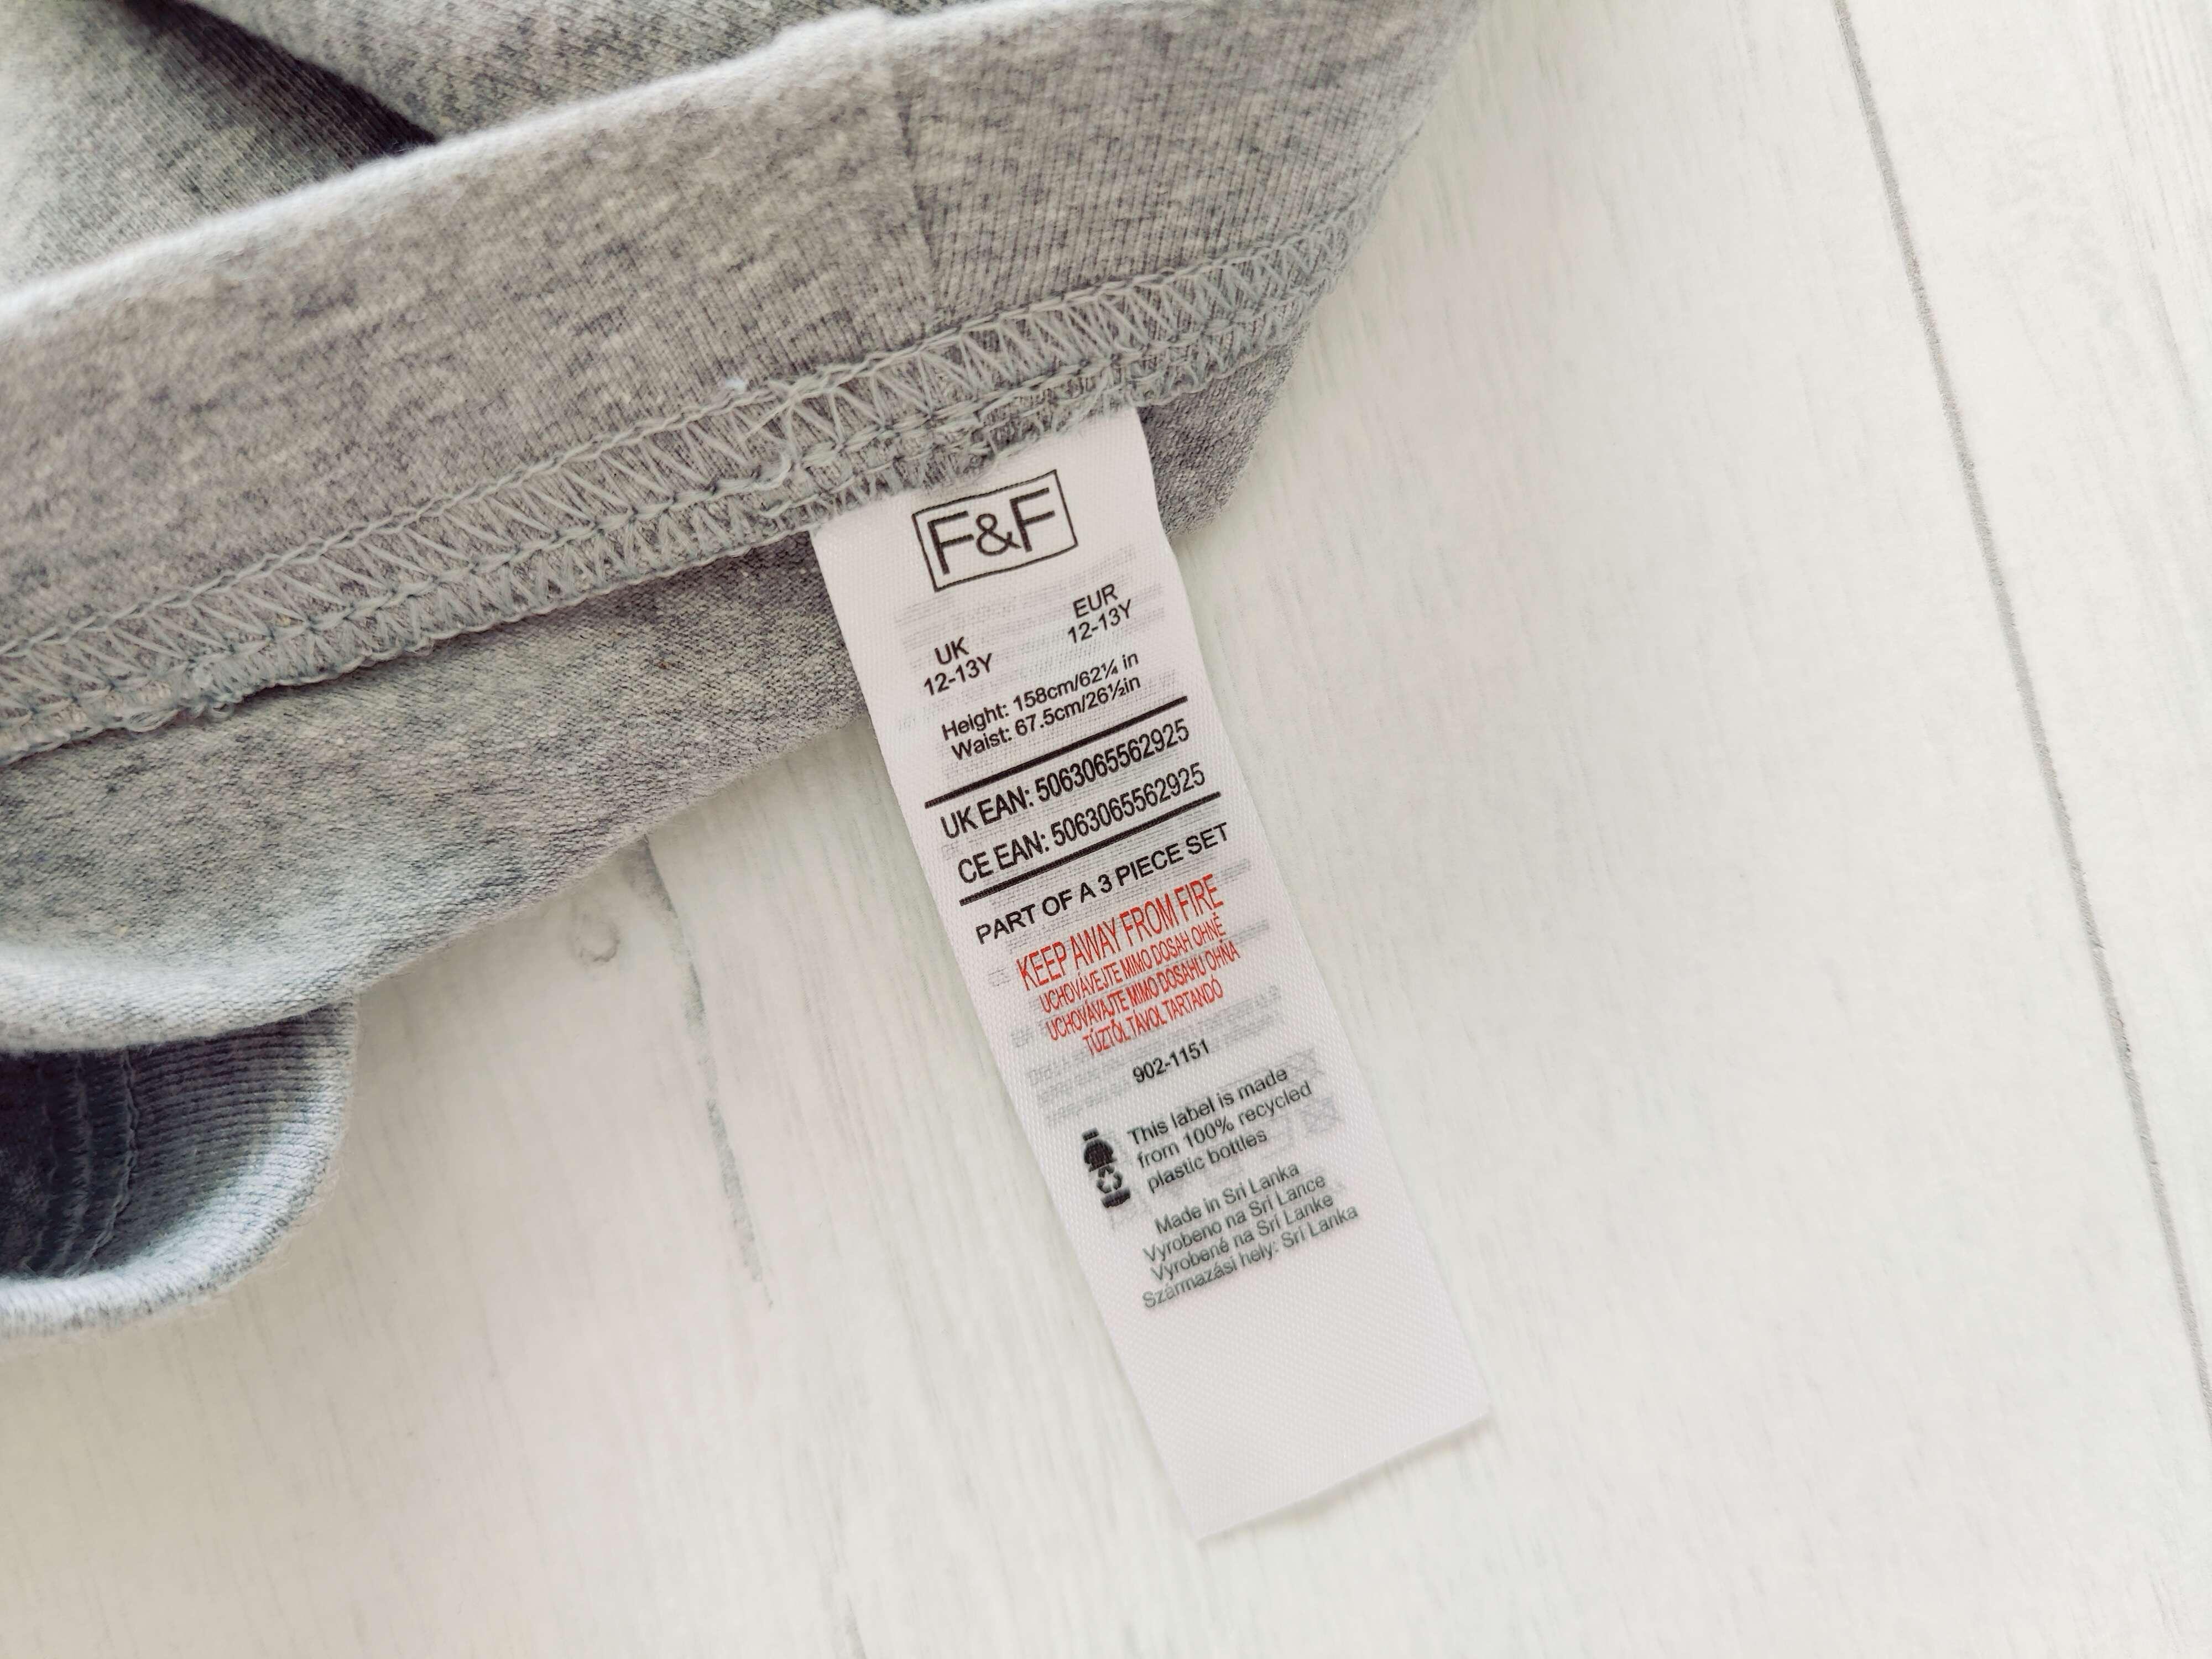 F&F
UK EUR
12-13Y 12-13Y
Height: 158cm/62¼ in
Waist: 67.5cm/26½in
UK EAN: 5063065562925
CE EAN: 5063065562925
PART OF A 3 PIECE SET
KEEP AWAY FROM FIRE
UCHOVÁVEJTE MIMO DOSAH OHNĚ
UCHOVÁVAJTE MIMO DOSAHU OHŇA
TŰZTŐL TÁVOL TARTANDÓ
902-1151
This label is made
from 100% recycled
plastic bottles
Made in Sri Lanka
Vyrobeno na Srí Lance
Vyrobené na Srí Lanke
Származási hely: Srí Lanka